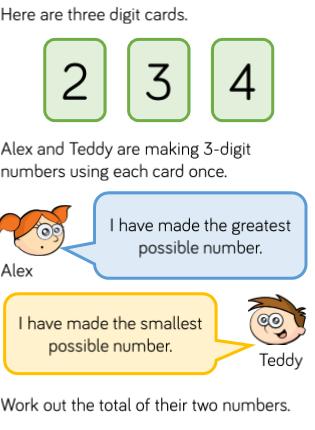 Here are three digit cards.
2 3 4
Alex and Teddy are making 3-digit
numbers using each card once.
I have made the greatest
possible number.
Alex
I have made the smallest
possible number.
Teddy
Work out the total of their two numbers.